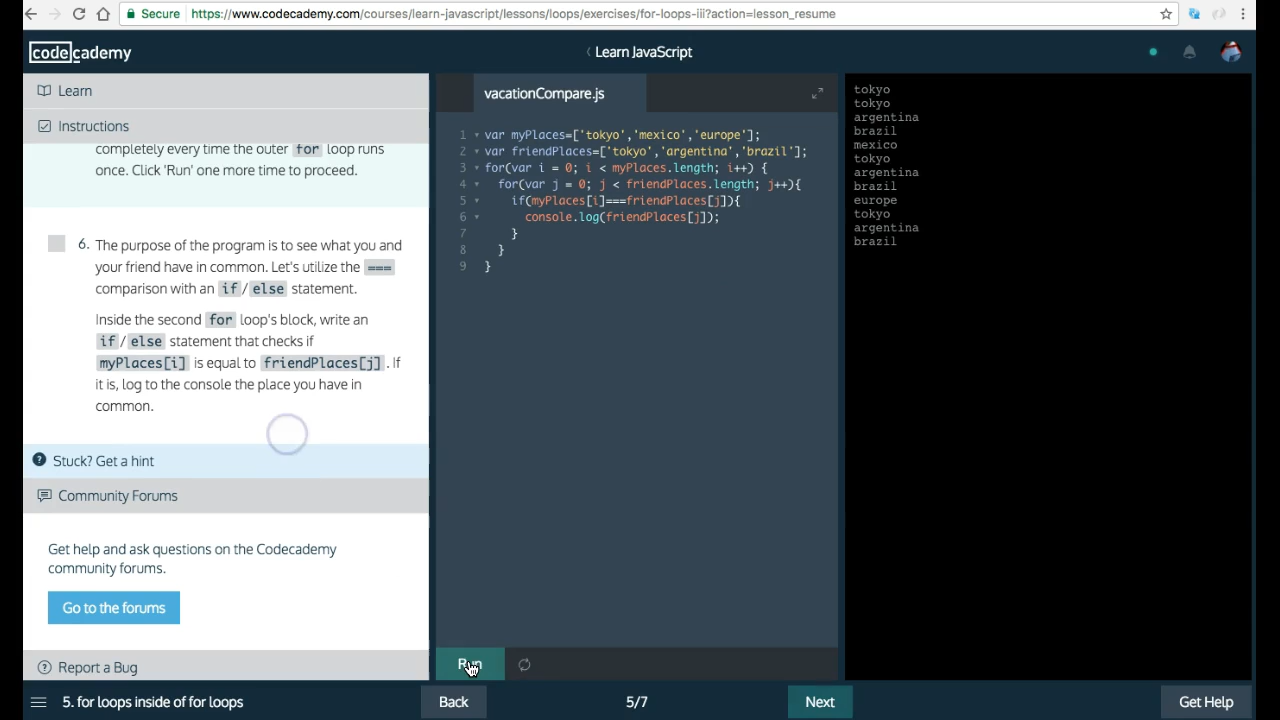 Secure https://www.codecademy.com/courses/learn-javascript/lessons/loops/exercises/for-loops-iii?action=lesson_resume
codecademy
Learn JavaScript
Learn
Instructions
completely every time the outer for loop runs
once. Click 'Run' one more time to proceed.
6. The purpose of the program is to see what you and
your friend have in common. Let's utilize the ===
comparison with an if / else statement.
Inside the second for loop's block, write an
if / else statement that checks if
myPlaces[i] is equal to friendPlaces[j]. If
it is, log to the console the place you have in
common.
Stuck? Get a hint
Community Forums
Get help and ask questions on the Codecademy
community forums.
Go to the forums
Report a Bug
vacationCompare.js
1 var myPlaces=['tokyo','mexico','europe'];
2 var friendPlaces=['tokyo','argentina','brazil'];
3 for(var i = 0; i < myPlaces.length; i++) {
4 for(var j = 0; j < friendPlaces.length; j++){
5 if(myPlaces[i]===friendPlaces[j]){
6 console.log(friendPlaces[j]);
7 }
8 }
9 }
Run
tokyo
tokyo
argentina
brazil
mexico
tokyo
argentina
brazil
europe
tokyo
argentina
brazil
5. for loops inside of for loops
Back
5/7
Next
Get Help